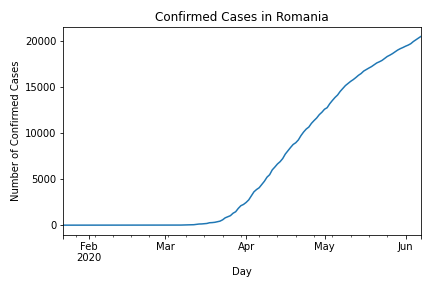 Confirmed Cases in Romania
Number of Confirmed Cases
20000
15000
10000
5000
0
Feb Mar Apr May Jun
2020
Day